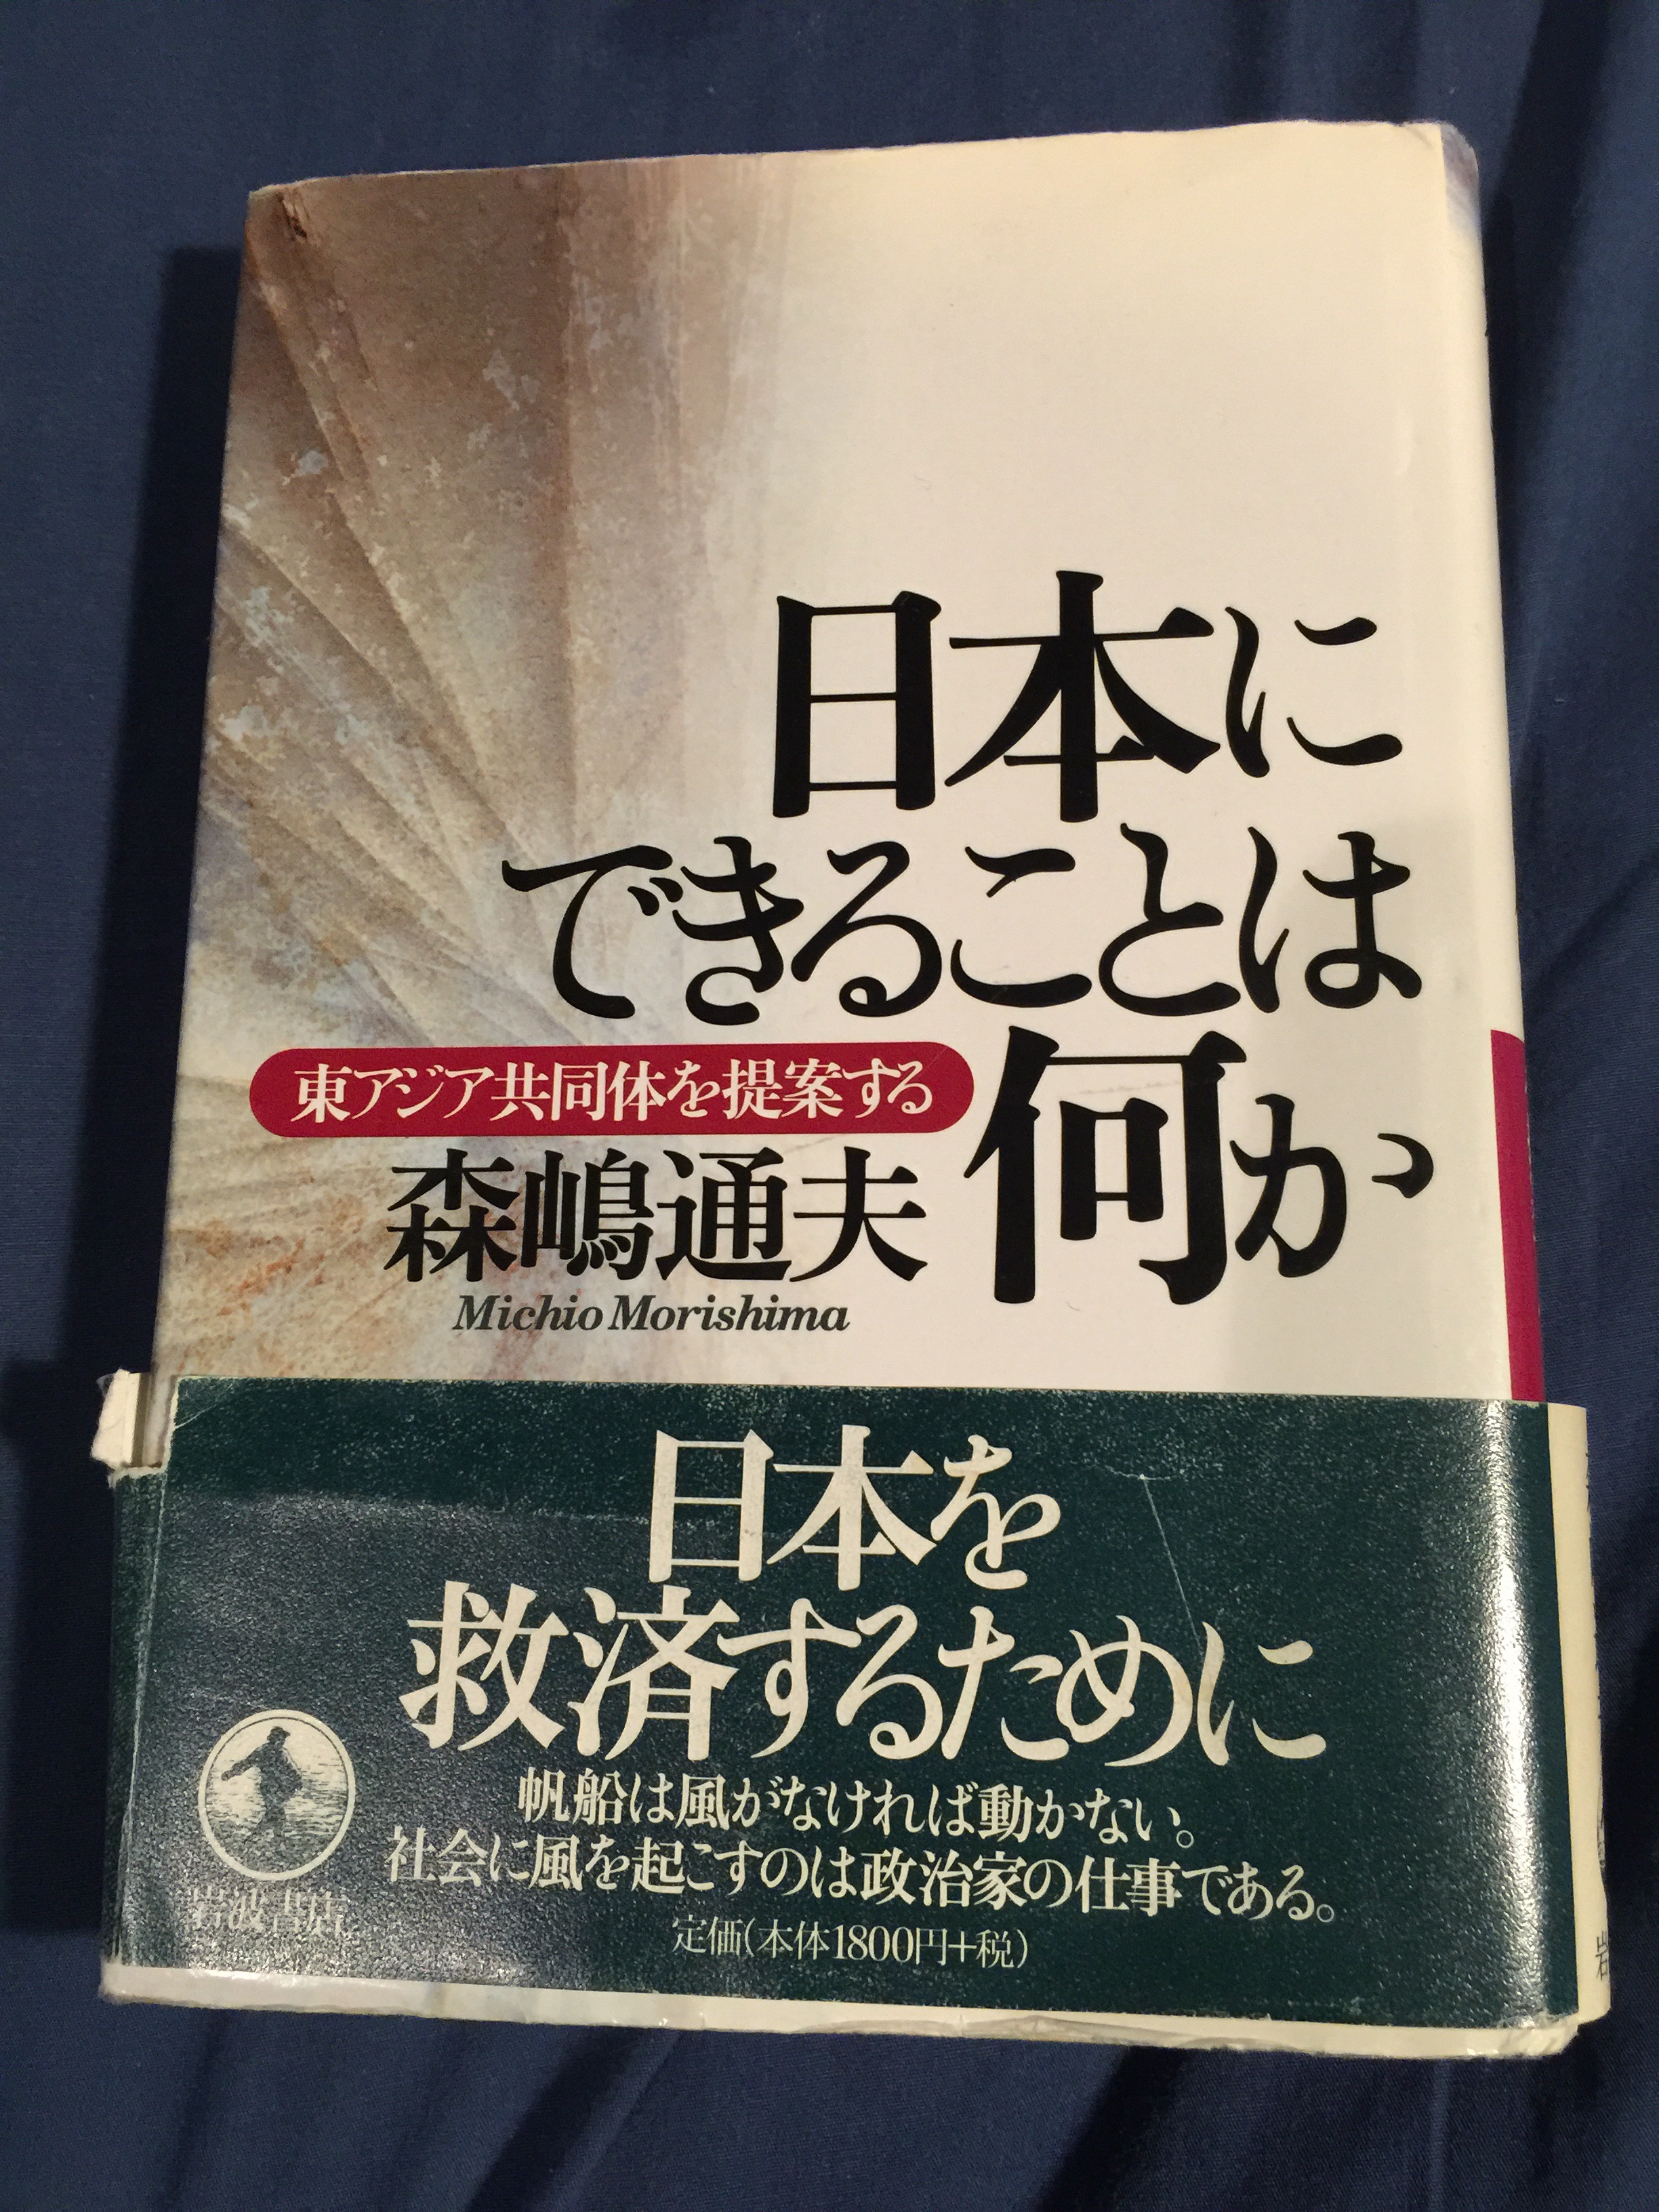 日本に
できることは
何か
東アジア共同体を提案する
森嶋通夫
Michio Morishima
日本を
救済するために
帆船は風がなければ動かない。
社会に風を起こすのは政治家の仕事である。
定価(本体1800円+税)
岩波書店